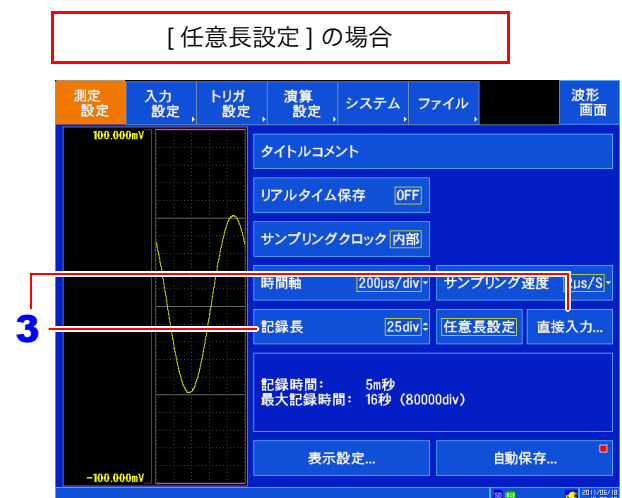 [ 任意長設定 ] の場合
測定 設定
入力 設定
トリガ 設定
演算 設定
システム
ファイル
波形 画面
100.000mV
タイトルコメント
リアルタイム保存 OFF
サンプリングクロック 内部
時間軸 200μs/div
サンプリング速度 2μs/S
3
記録長 25div
任意長設定
直接入力...
記録時間: 5m秒
最大記録時間: 16秒 (80000div)
表示設定...
自動保存...
-100.000mV
SD
2011/05/18